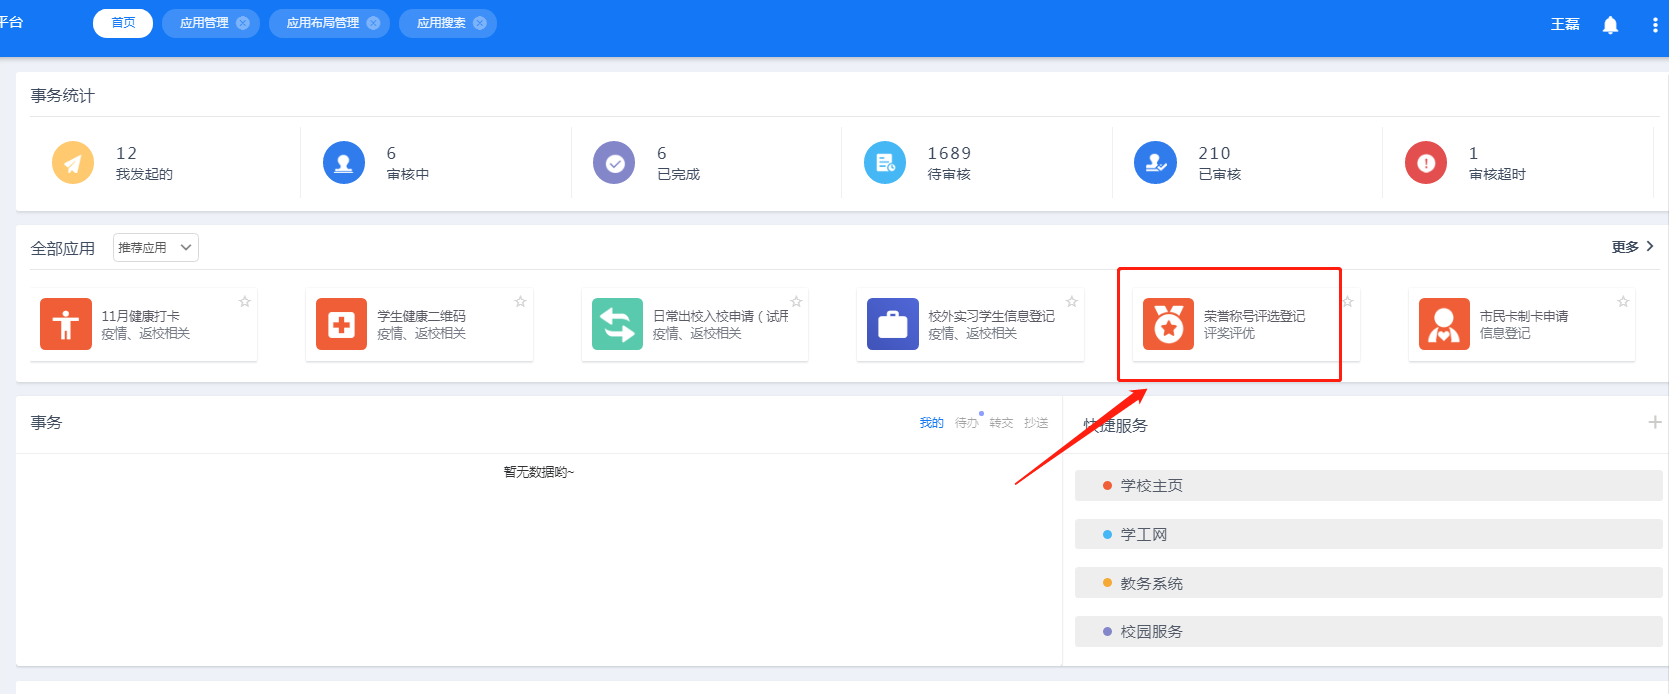 平台
首页
应用管理
应用布局管理
应用搜索
王磊
事务统计
12
我发起的
6
审核中
6
已完成
1689
待审核
210
已审核
1
审核超时
全部应用
推荐应用
更多
11月健康打卡
疫情、返校相关
学生健康二维码
疫情、返校相关
日常出校入校申请（试用
疫情、返校相关
校外实习学生信息登记
疫情、返校相关
荣誉称号评选登记
评奖评优
市民卡制卡申请
信息登记
事务
我的
待办
转交
抄送
暂无数据哟~
快捷服务
学校主页
学工网
教务系统
校园服务